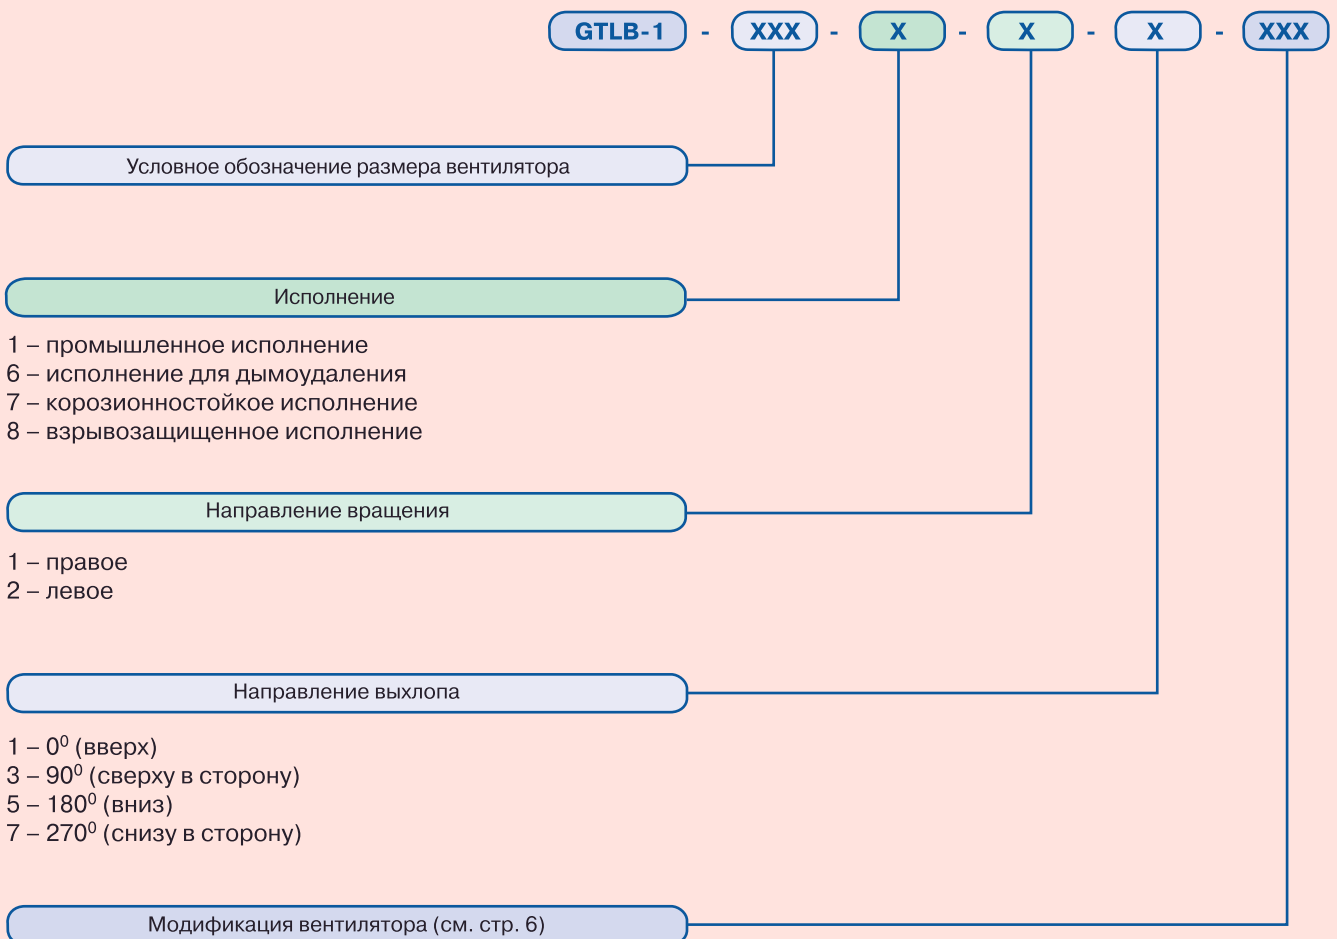 GTLB-1 - XXX - X - X - X - XXX
Условное обозначение размера вентилятора
Исполнение
1 – промышленное исполнение
6 – исполнение для дымоудаления
7 – корозионностойкое исполнение
8 – взрывозащищенное исполнение
Направление вращения
1 – правое
2 – левое
Направление выхлопа
1 – 0⁰ (вверх)
3 – 90⁰ (сверху в сторону)
5 – 180⁰ (вниз)
7 – 270⁰ (снизу в сторону)
Модификация вентилятора (см. стр. 6)